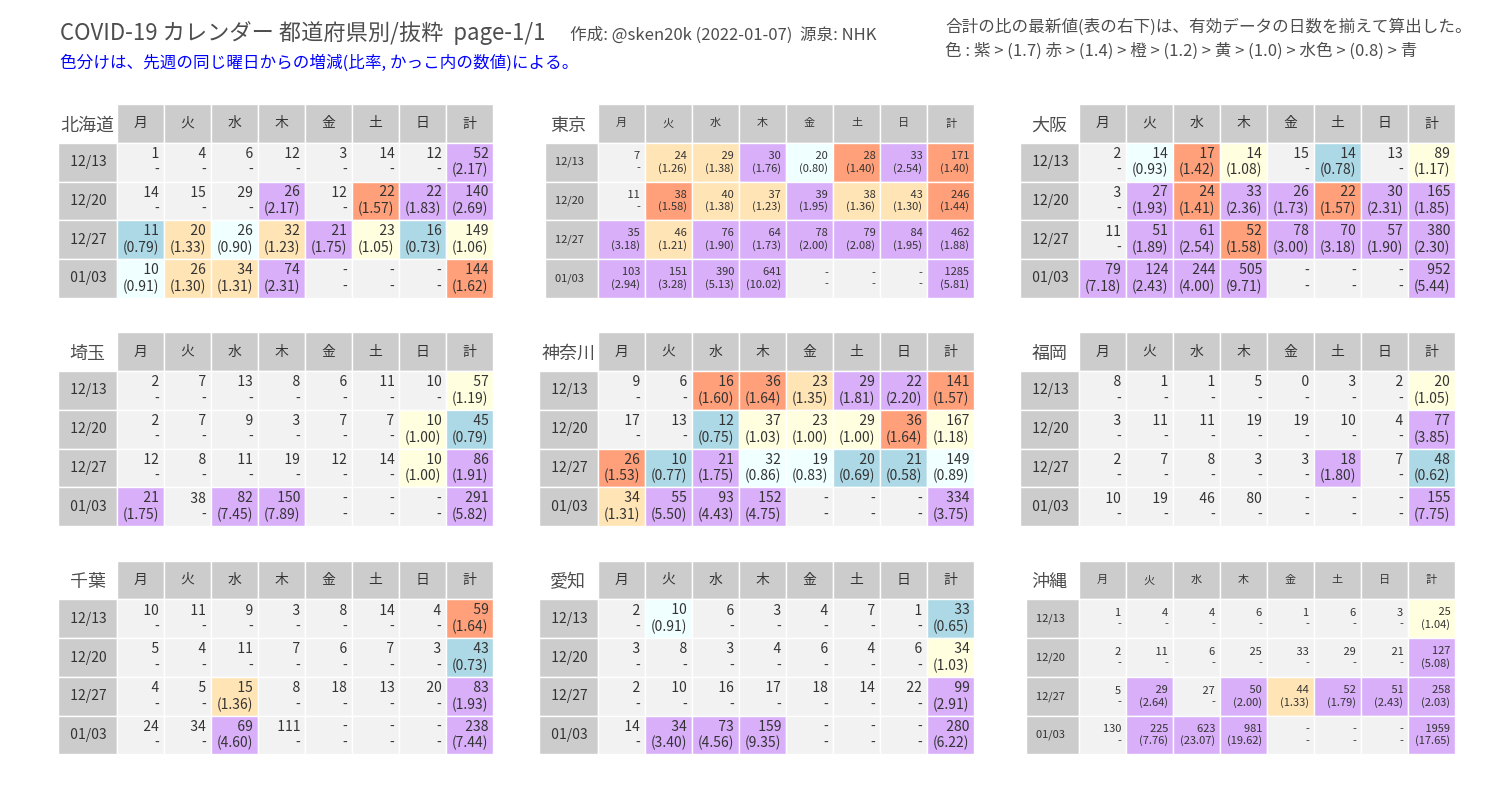 COVID-19 カレンダー 都道府県別/抜粋 page-1/1 作成: @sken20k (2022-01-07) 源泉: NHK
合計の比の最新値(表の右下)は、有効データの日数を揃えて算出した。
色分けは、先週の同じ曜日からの増減(比率, かっこ内の数値)による。
色 : 紫 > (1.7) 赤 > (1.4) 橙 > (1.2) 黄 > (1.0) > 水色 > (0.8) > 青
北海道 月 火 水 木 金 土 日 計
12/13 1 4 6 12 3 14 12 52
- - - - - - - (2.17)
12/20 14 15 29 26 12 22 22 140
- - - (2.17) - (1.57) (1.83) (2.69)
12/27 11 20 26 32 21 23 16 149
(0.79) (1.33) (0.90) (1.23) (1.75) (1.05) (0.73) (1.06)
01/03 10 26 34 74 - - - 144
(0.91) (1.30) (1.31) (2.31) - - - (1.62)
東京 月 火 水 木 金 土 日 計
12/13 7 24 29 30 20 28 33 171
- (1.26) (1.38) (1.76) (0.80) (1.40) (2.54) (1.40)
12/20 11 38 40 37 39 38 43 246
- (1.58) (1.38) (1.23) (1.95) (1.36) (1.30) (1.44)
12/27 35 46 76 64 78 79 84 462
(3.18) (1.21) (1.90) (1.73) (2.00) (2.08) (1.95) (1.88)
01/03 103 151 390 641 - - - 1285
(2.94) (3.28) (5.13) (10.02) - - - (5.81)
大阪 月 火 水 木 金 土 日 計
12/13 2 14 17 14 15 14 13 89
- (0.93) (1.42) (1.08) - (0.78) - (1.17)
12/20 3 27 24 33 26 22 30 165
- (1.93) (1.41) (2.36) (1.73) (1.57) (2.31) (1.85)
12/27 11 51 61 52 78 70 57 380
- (1.89) (2.54) (1.58) (3.00) (3.18) (1.90) (2.30)
01/03 79 124 244 505 - - - 952
(7.18) (2.43) (4.00) (9.71) - - - (5.44)
埼玉 月 火 水 木 金 土 日 計
12/13 2 7 13 8 6 11 10 57
- - - - - - - (1.19)
12/20 2 7 9 3 7 7 10 45
- - - - - - (1.00) (0.79)
12/27 12 8 11 19 12 14 10 86
- - - - - - (1.00) (1.91)
01/03 21 38 82 150 - - - 291
(1.75) - (7.45) (7.89) - - - (5.82)
神奈川 月 火 水 木 金 土 日 計
12/13 9 6 16 36 23 29 22 141
- - (1.60) (1.64) (1.35) (1.81) (2.20) (1.57)
12/20 17 13 12 37 23 29 36 167
- - (0.75) (1.03) (1.00) (1.00) (1.64) (1.18)
12/27 26 10 21 32 19 20 21 149
(1.53) (0.77) (1.75) (0.86) (0.83) (0.69) (0.58) (0.89)
01/03 34 55 93 152 - - - 334
(1.31) (5.50) (4.43) (4.75) - - - (3.75)
福岡 月 火 水 木 金 土 日 計
12/13 8 1 1 5 0 3 2 20
- - - - - - - (1.05)
12/20 3 11 11 19 19 10 4 77
- - - - - - - (3.85)
12/27 2 7 8 3 3 18 7 48
- - - - - (1.80) - (0.62)
01/03 10 19 46 80 - - - 155
- - - - - - - (7.75)
千葉 月 火 水 木 金 土 日 計
12/13 10 11 9 3 8 14 4 59
- - - - - - - (1.64)
12/20 5 4 11 7 6 7 3 43
- - - - - - - (0.73)
12/27 4 5 15 8 18 13 20 83
- - (1.36) - - - - (1.93)
01/03 24 34 69 111 - - - 238
- - (4.60) - - - - (7.44)
愛知 月 火 水 木 金 土 日 計
12/13 2 10 6 3 4 7 1 33
- (0.91) - - - - - (0.65)
12/20 3 8 3 4 6 4 6 34
- - - - - - - (1.03)
12/27 2 10 16 17 18 14 22 99
- - - - - - - (2.91)
01/03 14 34 73 159 - - - 280
- (3.40) (4.56) (9.35) - - - (6.22)
沖縄 月 火 水 木 金 土 日 計
12/13 1 4 4 6 1 6 3 25
- - - - - - - (1.04)
12/20 2 11 6 25 33 29 21 127
- - - - - - - (5.08)
12/27 5 29 27 50 44 52 51 258
- (2.64) - (2.00) (1.33) (1.79) (2.43) (2.03)
01/03 130 225 623 981 - - - 1959
- (7.76) (23.07) (19.62) - - - (17.65)